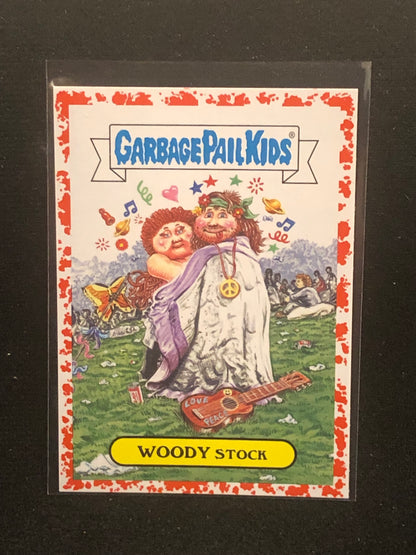 GARBAGE PAIL KIDS®
LOVE
PEACE
WOODY STOCK